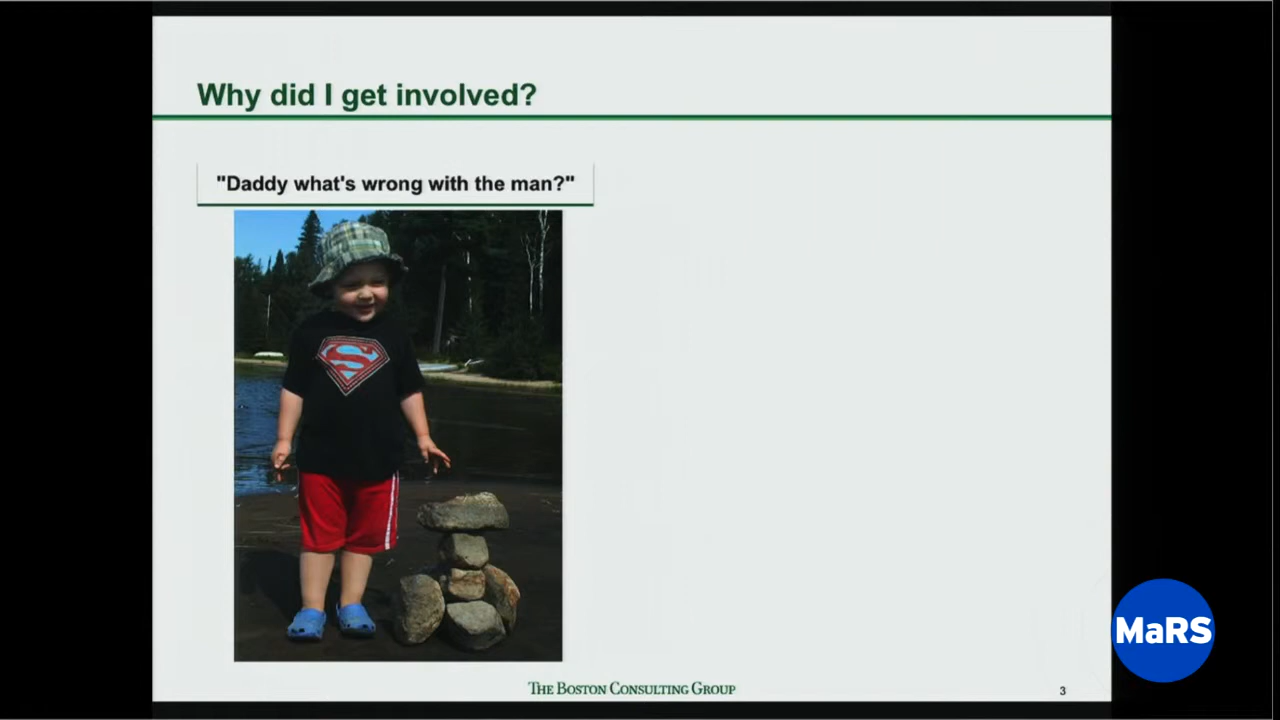 Why did I get involved?
"Daddy what's wrong with the man?"
THE BOSTON CONSULTING GROUP
3
MaRS